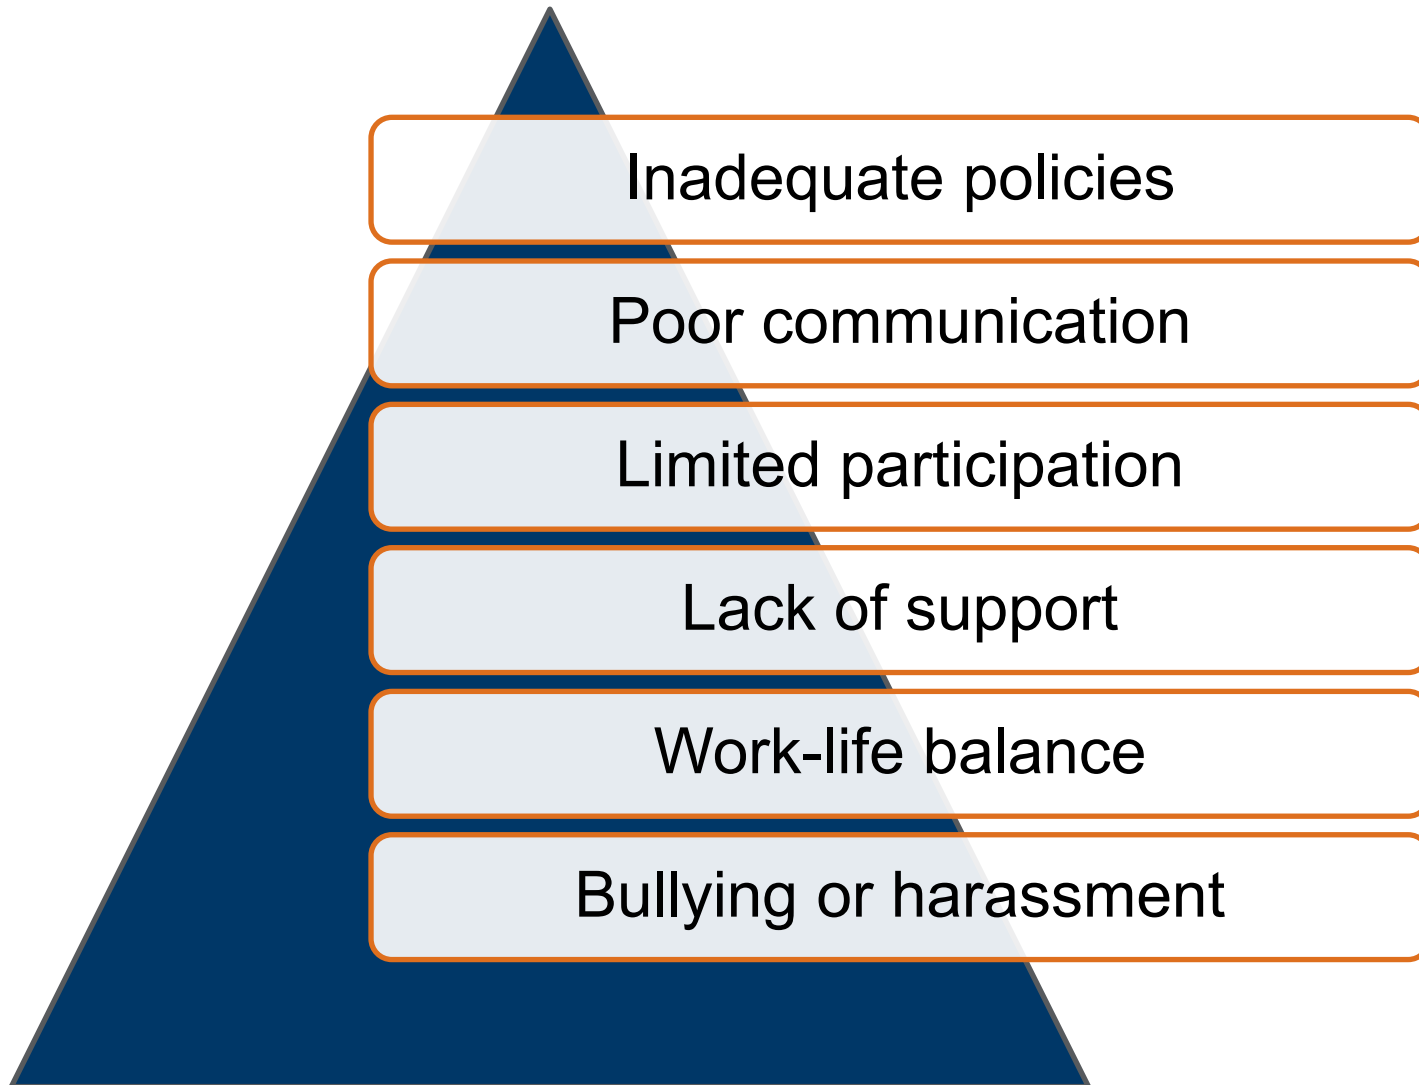 Inadequate policies
Poor communication
Limited participation
Lack of support
Work-life balance
Bullying or harassment